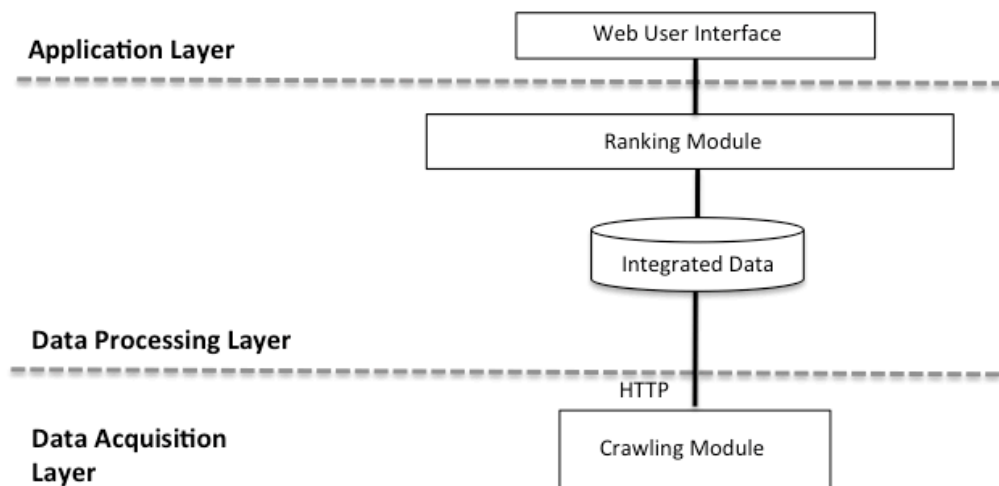 Web User Interface
Application Layer
Ranking Module
Integrated Data
Data Processing Layer
HTTP
Data Acquisition
Layer
Crawling Module